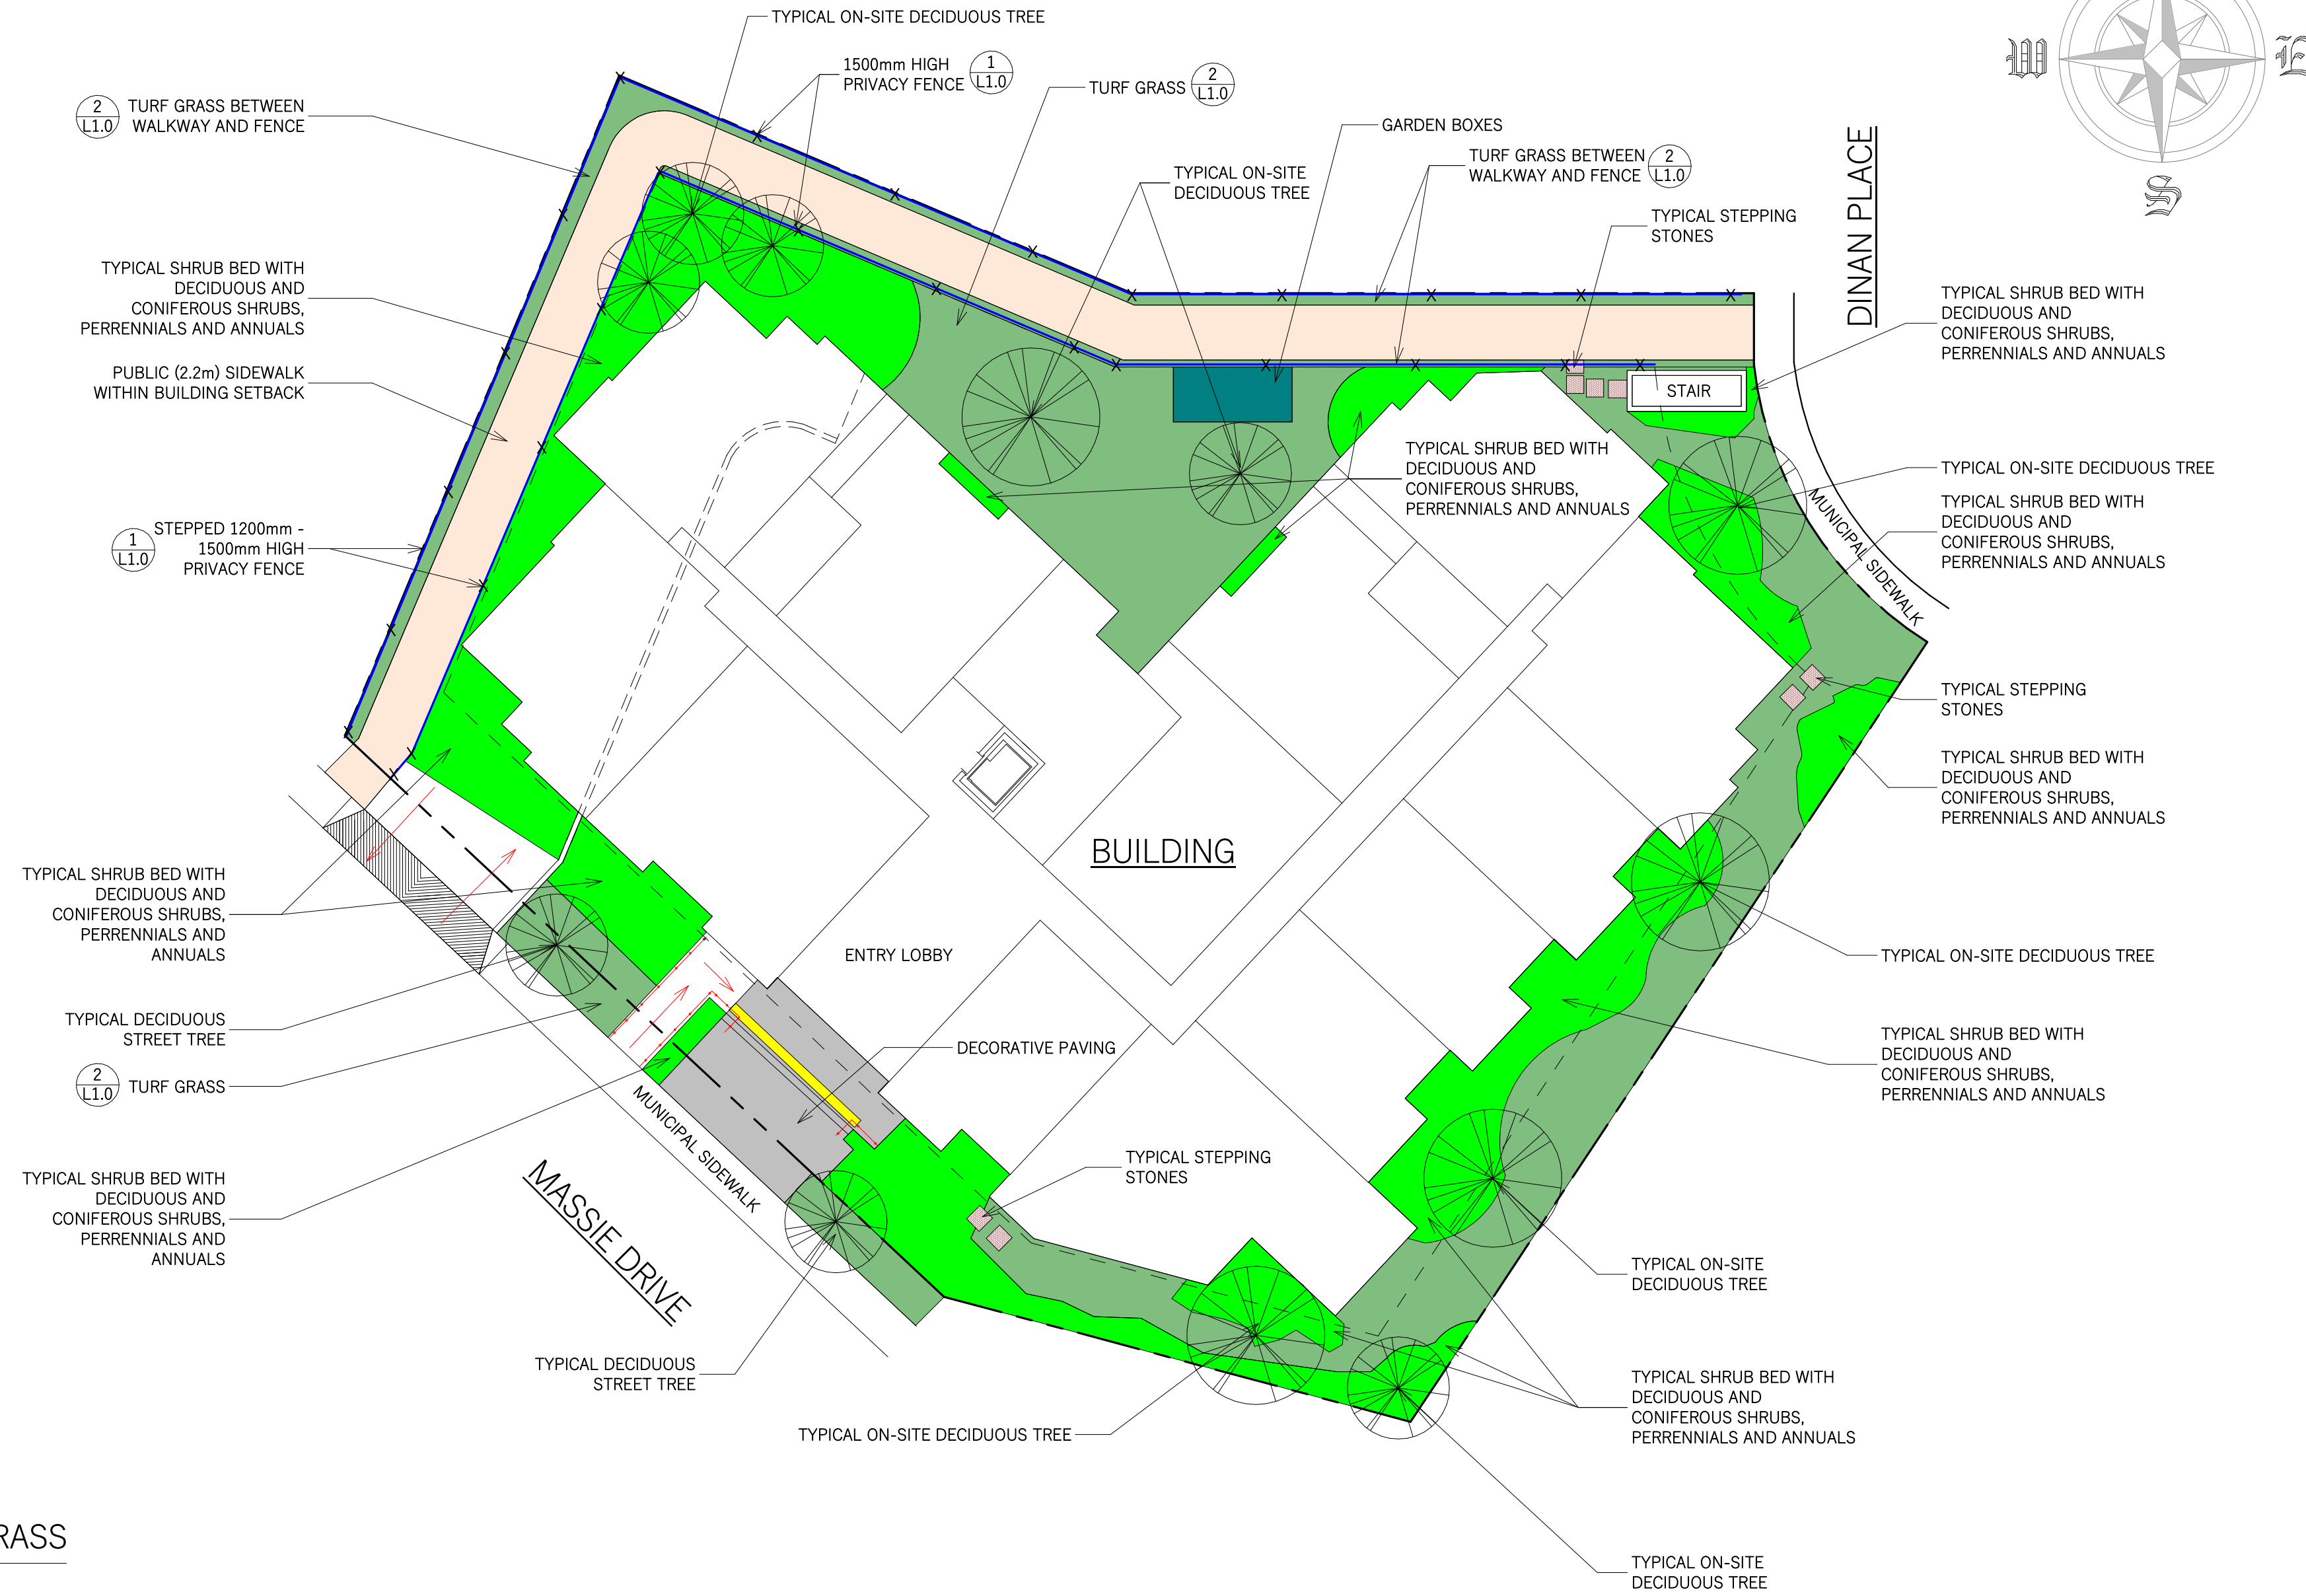 TYPICAL ON-SITE DECIDUOUS TREE
1500mm HIGH
PRIVACY FENCE
1
L1.0
TURF GRASS
2
L1.0
W
S
2
L1.0
TURF GRASS BETWEEN
WALKWAY AND FENCE
GARDEN BOXES
TURF GRASS BETWEEN
WALKWAY AND FENCE
2
L1.0
TYPICAL ON-SITE
DECIDUOUS TREE
TYPICAL STEPPING
STONES
DINAN PLACE
TYPICAL SHRUB BED WITH
DECIDUOUS AND
CONIFEROUS SHRUBS,
PERRENNIALS AND ANNUALS
PUBLIC (2.2m) SIDEWALK
WITHIN BUILDING SETBACK
TYPICAL SHRUB BED WITH
DECIDUOUS AND
CONIFEROUS SHRUBS,
PERRENNIALS AND ANNUALS
STAIR
TYPICAL SHRUB BED WITH
DECIDUOUS AND
CONIFEROUS SHRUBS,
PERRENNIALS AND ANNUALS
TYPICAL ON-SITE DECIDUOUS TREE
TYPICAL SHRUB BED WITH
DECIDUOUS AND
CONIFEROUS SHRUBS,
PERRENNIALS AND ANNUALS
MUNICIPAL SIDEWALK
1
L1.0
STEPPED 1200mm -
1500mm HIGH
PRIVACY FENCE
TYPICAL STEPPING
STONES
TYPICAL SHRUB BED WITH
DECIDUOUS AND
CONIFEROUS SHRUBS,
PERRENNIALS AND ANNUALS
BUILDING
TYPICAL SHRUB BED WITH
DECIDUOUS AND
CONIFEROUS SHRUBS,
PERRENNIALS AND
ANNUALS
ENTRY LOBBY
TYPICAL ON-SITE DECIDUOUS TREE
TYPICAL DECIDUOUS
STREET TREE
DECORATIVE PAVING
TYPICAL SHRUB BED WITH
DECIDUOUS AND
CONIFEROUS SHRUBS,
PERRENNIALS AND ANNUALS
2
L1.0
TURF GRASS
MUNICIPAL SIDEWALK
MASSIE DRIVE
TYPICAL STEPPING
STONES
TYPICAL SHRUB BED WITH
DECIDUOUS AND
CONIFEROUS SHRUBS,
PERRENNIALS AND
ANNUALS
TYPICAL ON-SITE
DECIDUOUS TREE
TYPICAL DECIDUOUS
STREET TREE
TYPICAL SHRUB BED WITH
DECIDUOUS AND
CONIFEROUS SHRUBS,
PERRENNIALS AND ANNUALS
TYPICAL ON-SITE DECIDUOUS TREE
RASS
TYPICAL ON-SITE
DECIDUOUS TREE